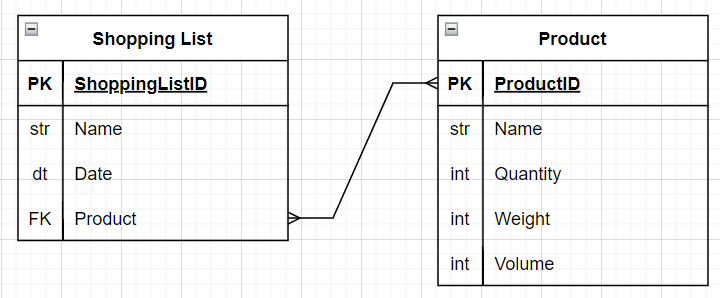 Shopping List
PK ShoppingListID
str Name
dt Date
FK Product
Product
PK ProductID
str Name
int Quantity
int Weight
int Volume